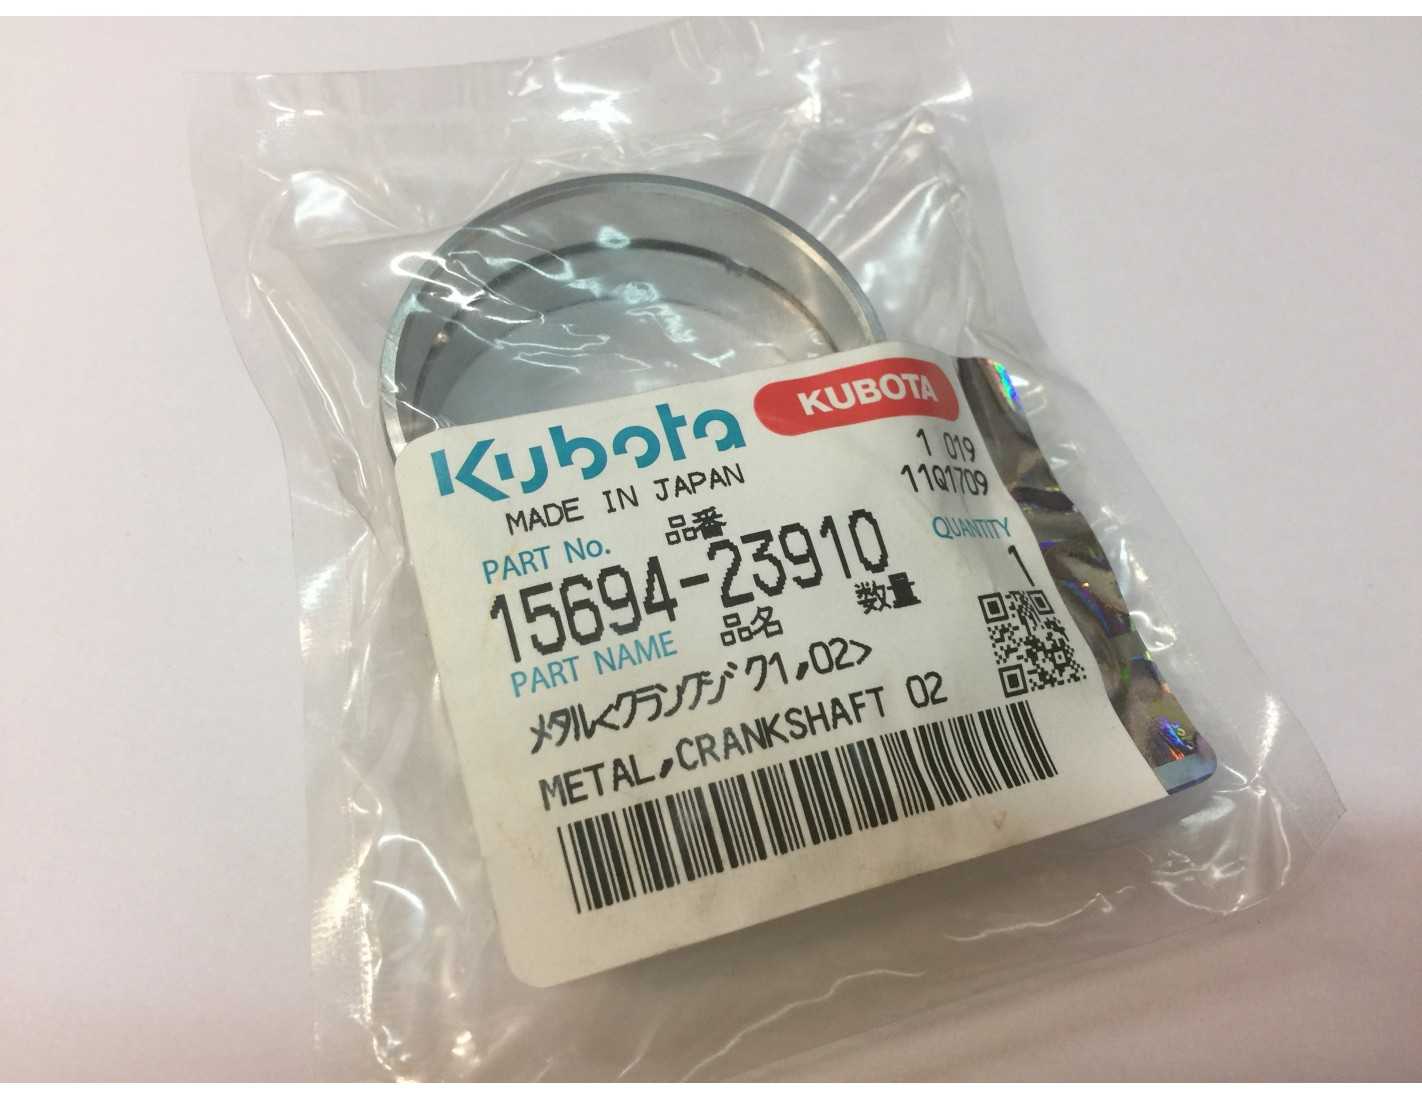 Kubota KUBOTA
MADE IN JAPAN 1 019
11Q1709
PART No. 品番 QUANTITY
15694-23910 1
数量
PART NAME 品名
メタル<クランクジク1,02>
METAL,CRANKSHAFT 02